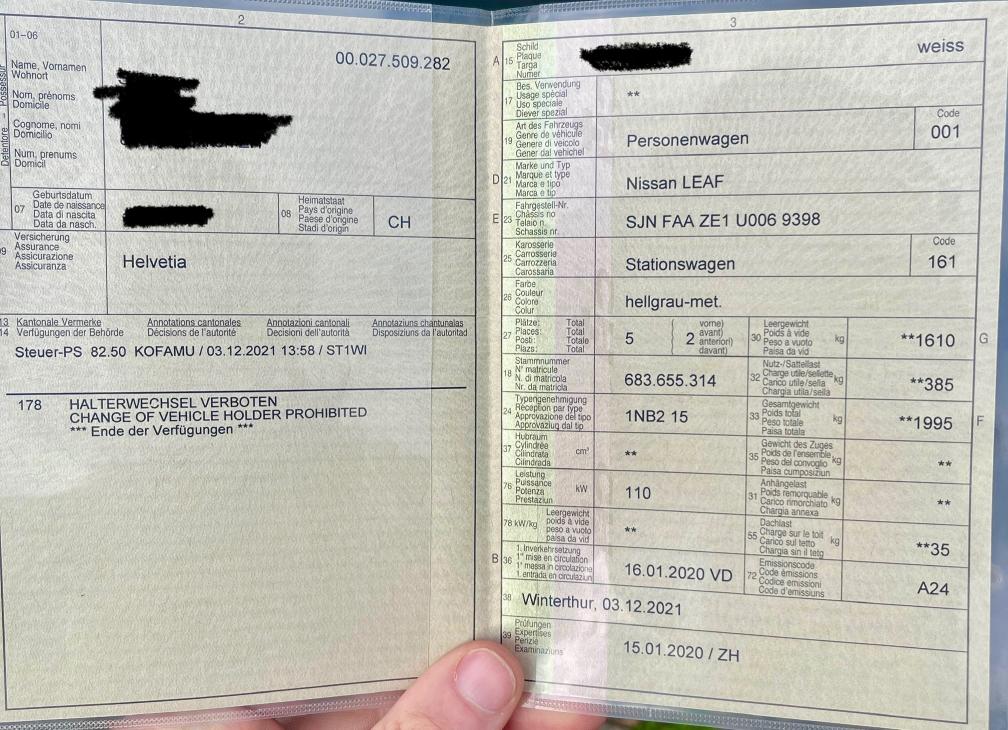 2
01-06
Name, Vornamen
Wohnort
Nom, prénoms
Domicile
Cognome, nomi
Domicilio
Num, prenums
Domicil
Detentore - Possessur
00.027.509.282
07
Geburtsdatum
Date de naissance
Data di nascita
Data da nasch.
08
Heimatstaat
Pays d'origine
Paese d'origine
Stadi d'origin
CH
09
Versicherung
Assurance
Assicurazione
Assicuranza
Helvetia
13 Kantonale Vermerke Annotations cantonales Annotazioni cantonali Annotaziuns chantunalas
14 Verfügungen der Behörde Décisions de l'autorité Decisioni dell'autorità Disposiziuns da l'autoritad
Steuer-PS 82.50 KOFAMU / 03.12.2021 13:58 / ST1WI
178 HALTERWECHSEL VERBOTEN
CHANGE OF VEHICLE HOLDER PROHIBITED
*** Ende der Verfügungen ***
3
A 15
Schild
Plaque
Targa
Numer
weiss
17
Bes. Verwendung
Usage spécial
Uso speciale
Diever spezial
**
19
Art des Fahrzeugs
Genre de véhicule
Genere di veicolo
Gener dal vehichel
Personenwagen
Code
001
D 21
Marke und Typ
Marque et type
Marca e tipo
Marca e tip
Nissan LEAF
E 23
Fahrgestell-Nr.
Châssis no
Telaio n.
Schassis nr.
SJN FAA ZE1 U006 9398
25
Karosserie
Carrosserie
Carrozzeria
Carossaria
Stationswagen
Code
161
26
Farbe
Couleur
Colore
Colur
hellgrau-met.
27
Plätze: Total
Places: Total
Posti: Totale
Plazs: Total
5
2
vorne)
avant)
anteriori)
davant)
30
Leergewicht
Poids à vide
Peso a vuoto
Paisa da vid
kg
**1610
G
18
Stammnummer
N° matricule
N. di matricola
Nr. da matricla
683.655.314
32
Nutz-/Sattellast
Charge utile/sellette
Carico utile/sella
Chargia utila/sella
kg
**385
24
Typengenehmigung
Réception par type
Approvazione del tipo
Approvaziun dal tip
1NB2 15
33
Gesamtgewicht
Poids total
Peso totale
Paisa totala
kg
**1995
F
37
Hubraum
Cylindrée
Cilindrata
Cilindrada
cm³
**
35
Gewicht des Zuges
Poids de l'ensemble
Peso del convoglio
Paisa cumposiziun
kg
**
76
Leistung
Puissance
Potenza
Prestaziun
kW
110
31
Anhängelast
Poids remorquable
Carico rimorchiato
Chargia annexa
kg
**
78 kW/kg
Leergewicht
poids à vide
peso a vuoto
paisa da vid
**
55
Dachlast
Charge sur le toit
Carico sul tetto
Chargia sin il tetg
kg
**35
B 36
1. Inverkehrsetzung
1re mise en circulation
1a messa in circolazione
1. entrada en circulaziun
16.01.2020 VD
72
Emissionscode
Code émissions
Codice emissioni
Code d'emissiuns
A24
38
Winterthur, 03.12.2021
39
Prüfungen
Expertises
Perizie
Examinaziuns
15.01.2020 / ZH